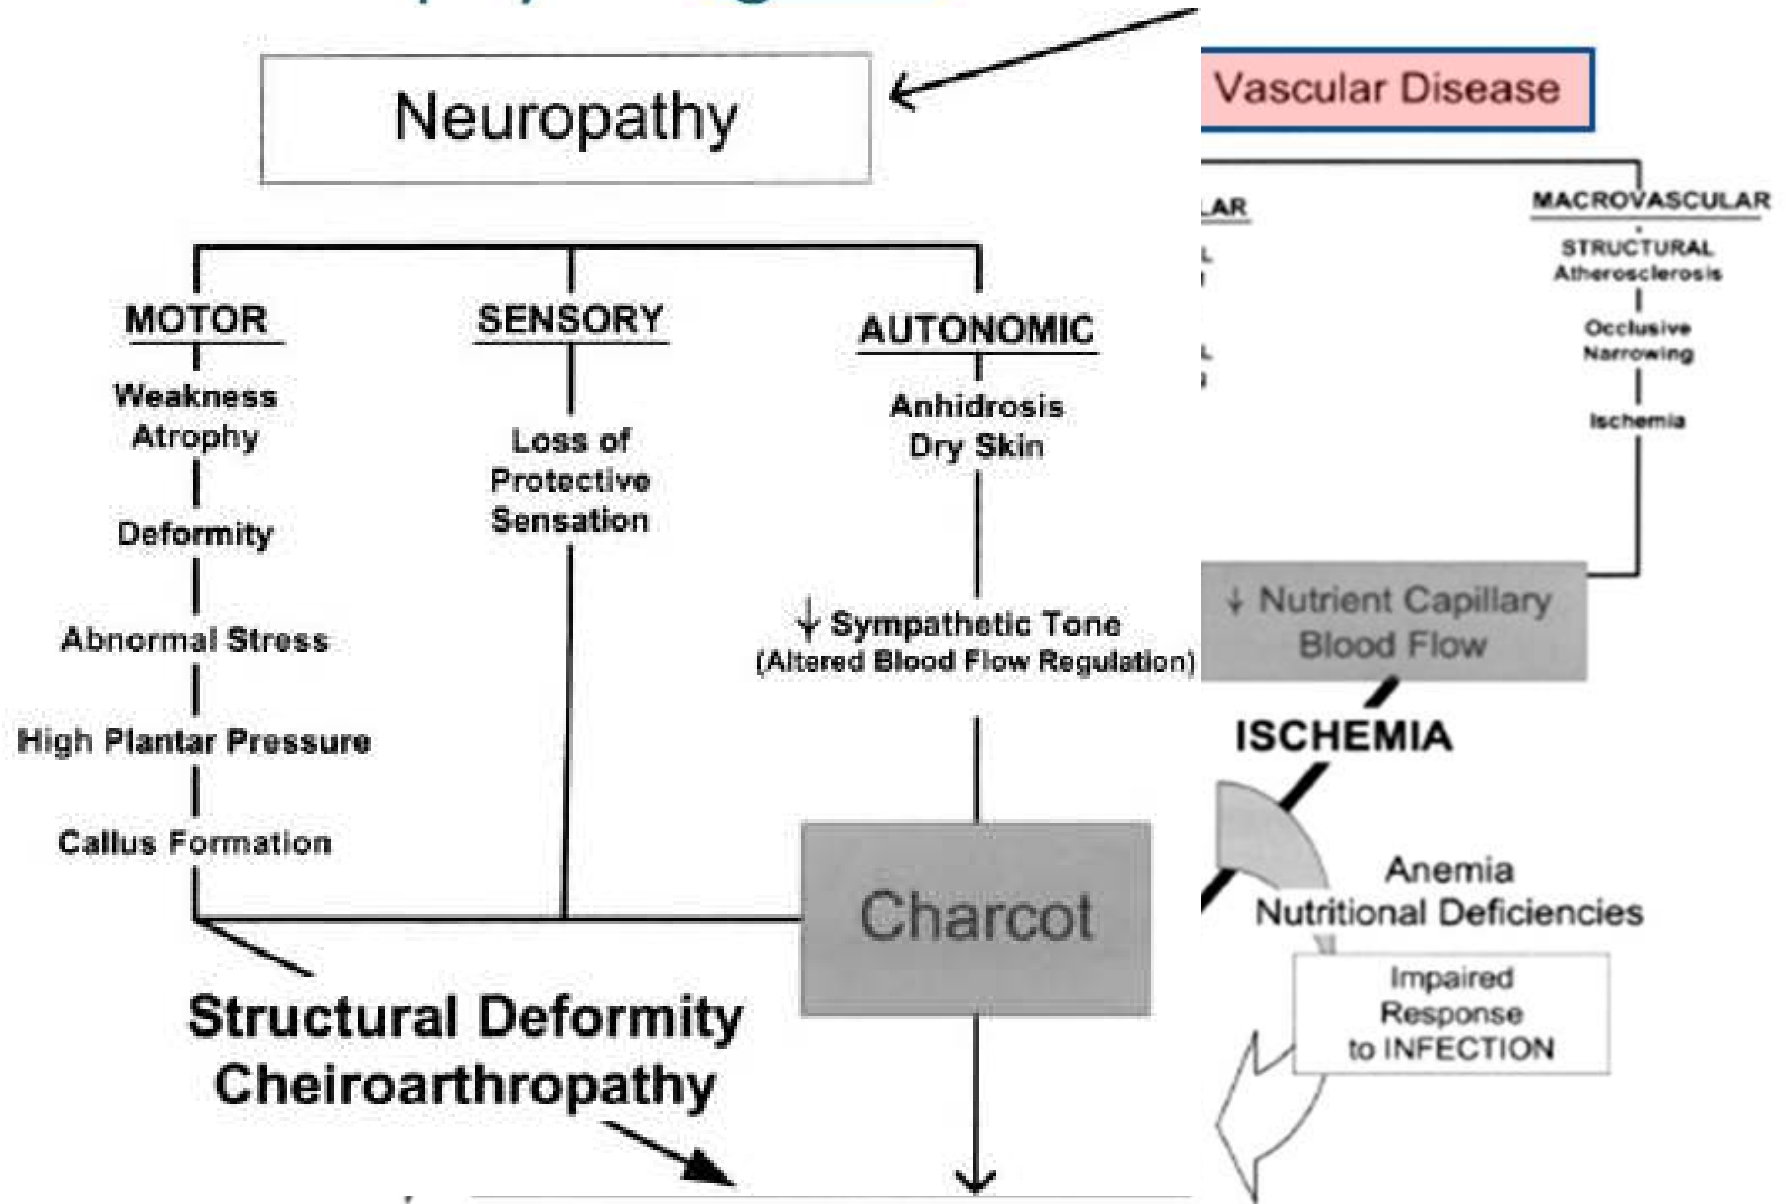 Neuropathy
MOTOR
Weakness
Atrophy
Deformity
Abnormal Stress
High Plantar Pressure
Callus Formation
SENSORY
Loss of
Protective
Sensation
AUTONOMIC
Anhidrosis
Dry Skin
↓ Sympathetic Tone
(Altered Blood Flow Regulation)
Charcot
Structural Deformity
Cheiroarthropathy
Vascular Disease
LAR
MACROVASCULAR
STRUCTURAL
Atherosclerosis
Occlusive
Narrowing
Ischemia
↓ Nutrient Capillary
Blood Flow
ISCHEMIA
Anemia
Nutritional Deficiencies
Impaired
Response
to INFECTION